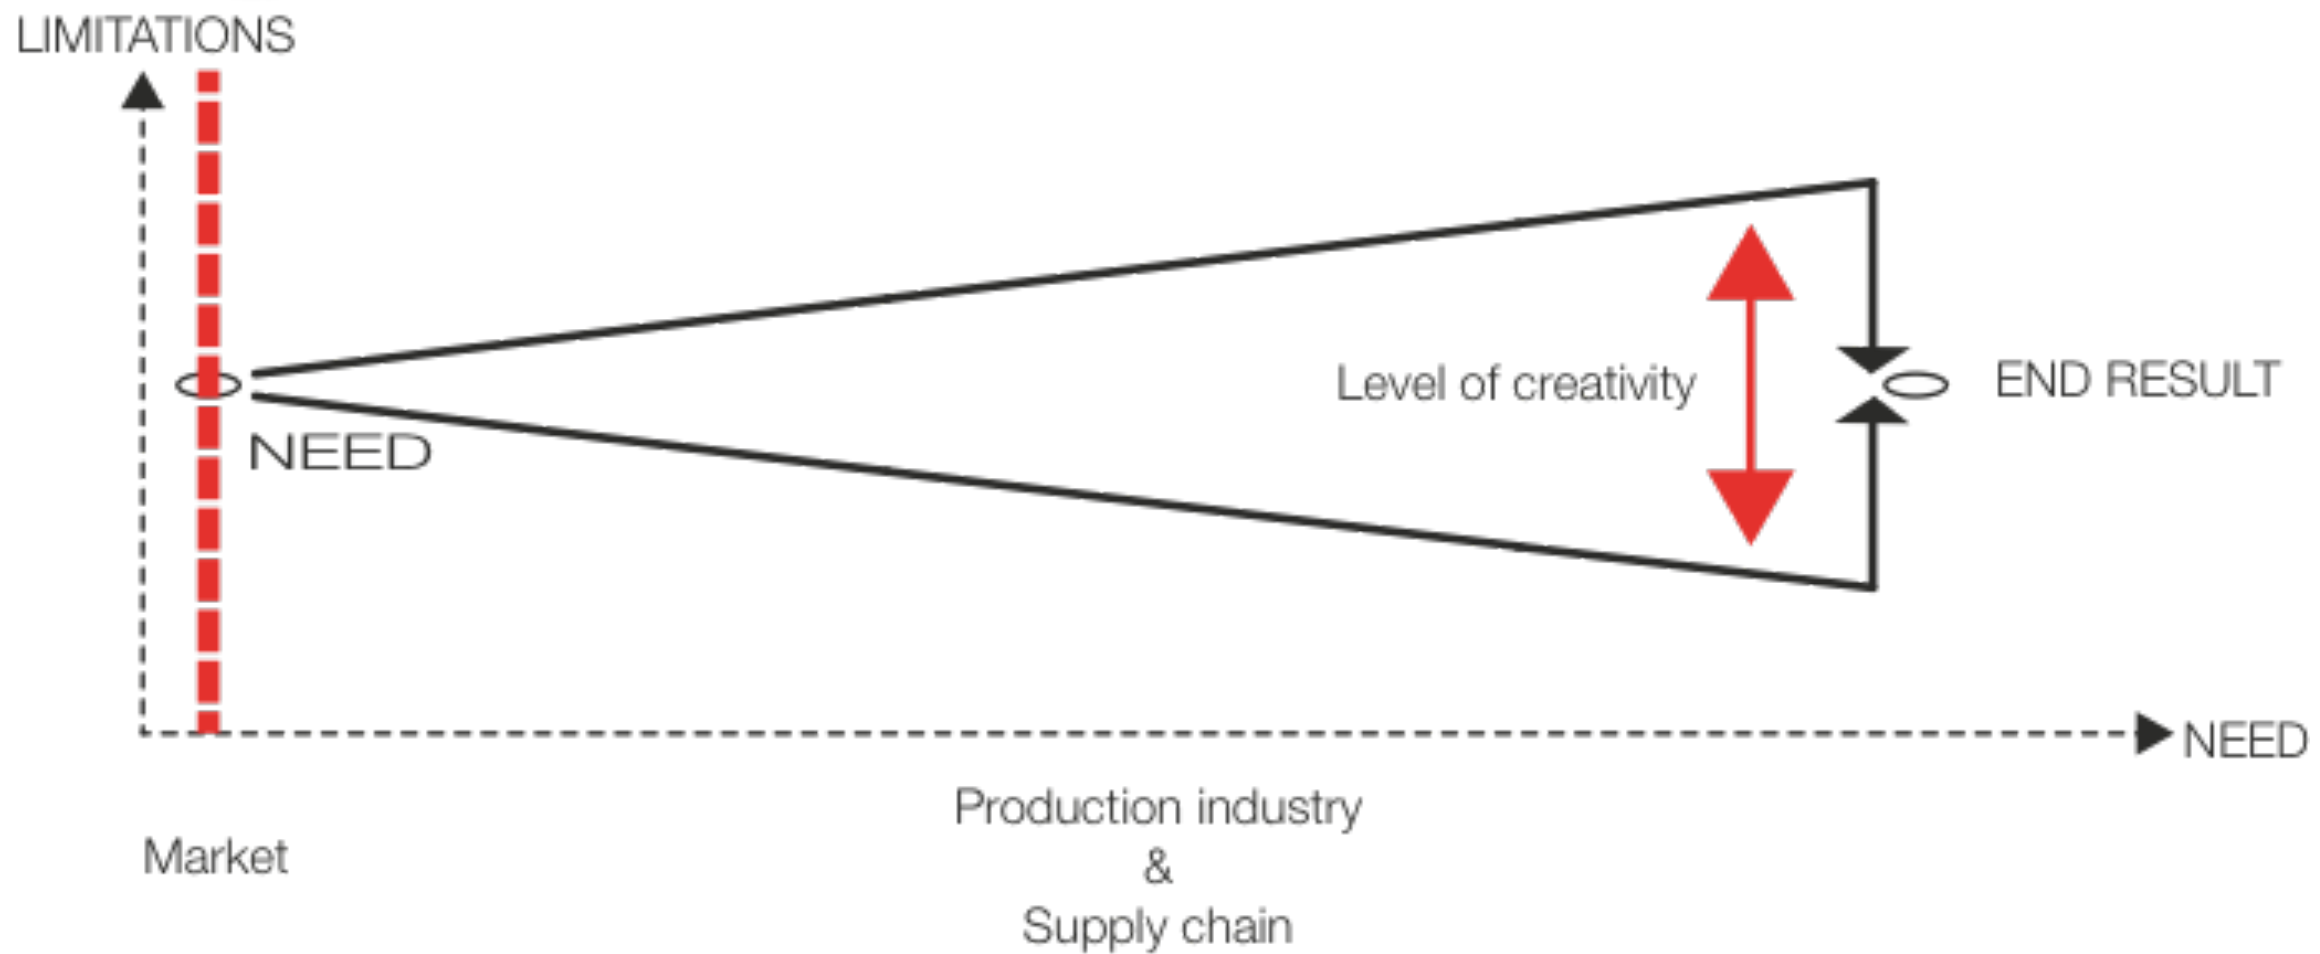 LIMITATIONS
Level of creativity
END RESULT
NEED
NEED
Production industry
&
Supply chain
Market